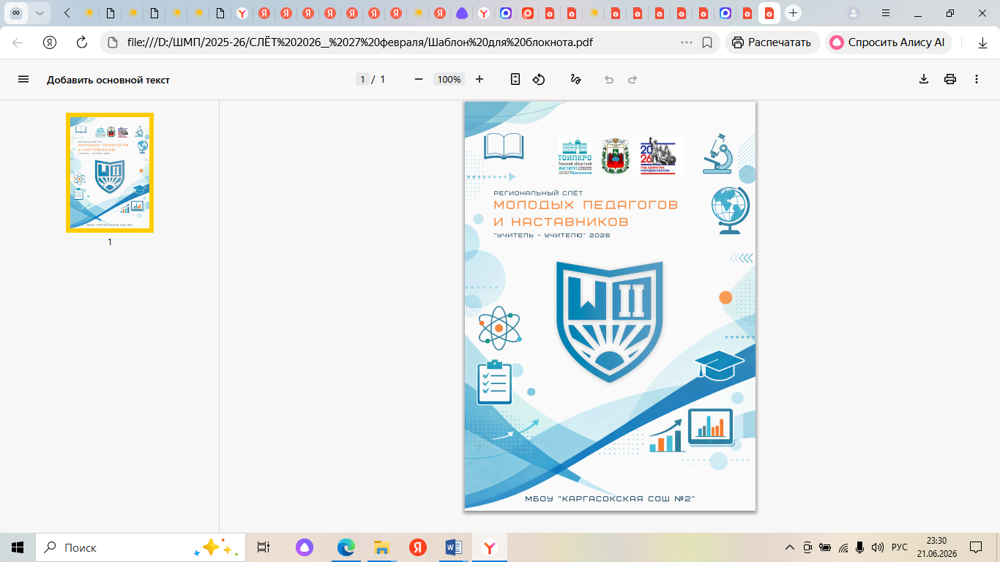 file:///D:/ШМП/2025-26/СЛЁТ%202026__%2027%20февраля/Шаблон%20для%20блокнота.pdf
Распечатать
Спросить Алису AI
Добавить основной текст
1 / 1
100%
ТОИПКРО
Томский областной
ИНСТИТУТ
образования
2026
ГОД ЕДИНСТВА
НАРОДОВ РОССИИ
РЕГИОНАЛЬНЫЙ СЛЁТ
МОЛОДЫХ ПЕДАГОГОВ
И НАСТАВНИКОВ
"УЧИТЕЛЬ - УЧИТЕЛЮ" 2026
МБОУ "КАРГАСОКСКАЯ СОШ №2"
1
Поиск
РУС
23:30
21.06.2026